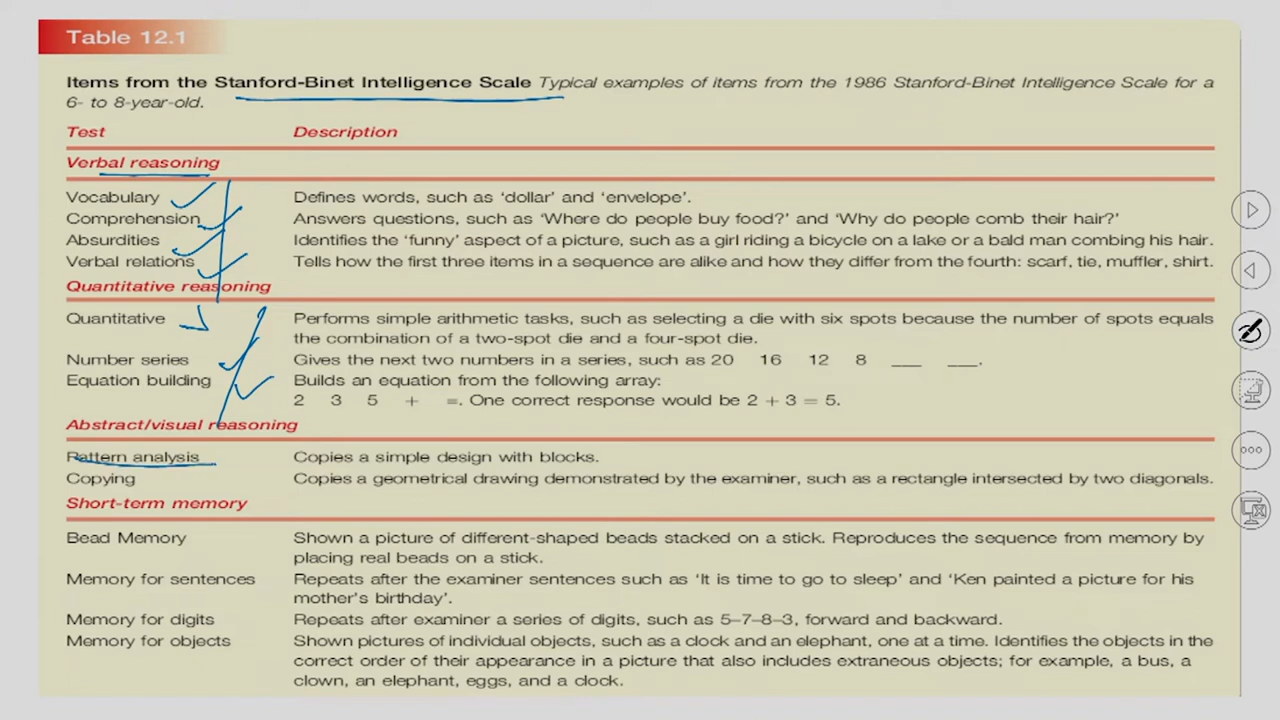 Table 12.1
Items from the Stanford-Binet Intelligence Scale Typical examples of items from the 1986 Stanford-Binet Intelligence Scale for a
6- to 8-year-old.
Test Description
Verbal reasoning
Vocabulary Defines words, such as ‘dollar’ and ‘envelope’.
Comprehension Answers questions, such as ‘Where do people buy food?’ and ‘Why do people comb their hair?’
Absurdities Identifies the ‘funny’ aspect of a picture, such as a girl riding a bicycle on a lake or a bald man combing his hair.
Verbal relations Tells how the first three items in a sequence are alike and how they differ from the fourth: scarf, tie, muffler, shirt.
Quantitative reasoning
Quantitative Performs simple arithmetic tasks, such as selecting a die with six spots because the number of spots equals
the combination of a two-spot die and a four-spot die.
Number series Gives the next two numbers in a series, such as 20 16 12 8 ___ ___.
Equation building Builds an equation from the following array:
2 3 5 + =. One correct response would be 2 + 3 = 5.
Abstract/visual reasoning
Pattern analysis Copies a simple design with blocks.
Copying Copies a geometrical drawing demonstrated by the examiner, such as a rectangle intersected by two diagonals.
Short-term memory
Bead Memory Shown a picture of different-shaped beads stacked on a stick. Reproduces the sequence from memory by
placing real beads on a stick.
Memory for sentences Repeats after the examiner sentences such as ‘It is time to go to sleep’ and ‘Ken painted a picture for his
mother’s birthday’.
Memory for digits Repeats after examiner a series of digits, such as 5–7–8–3, forward and backward.
Memory for objects Shown pictures of individual objects, such as a clock and an elephant, one at a time. Identifies the objects in the
correct order of their appearance in a picture that also includes extraneous objects; for example, a bus, a
clown, an elephant, eggs, and a clock.